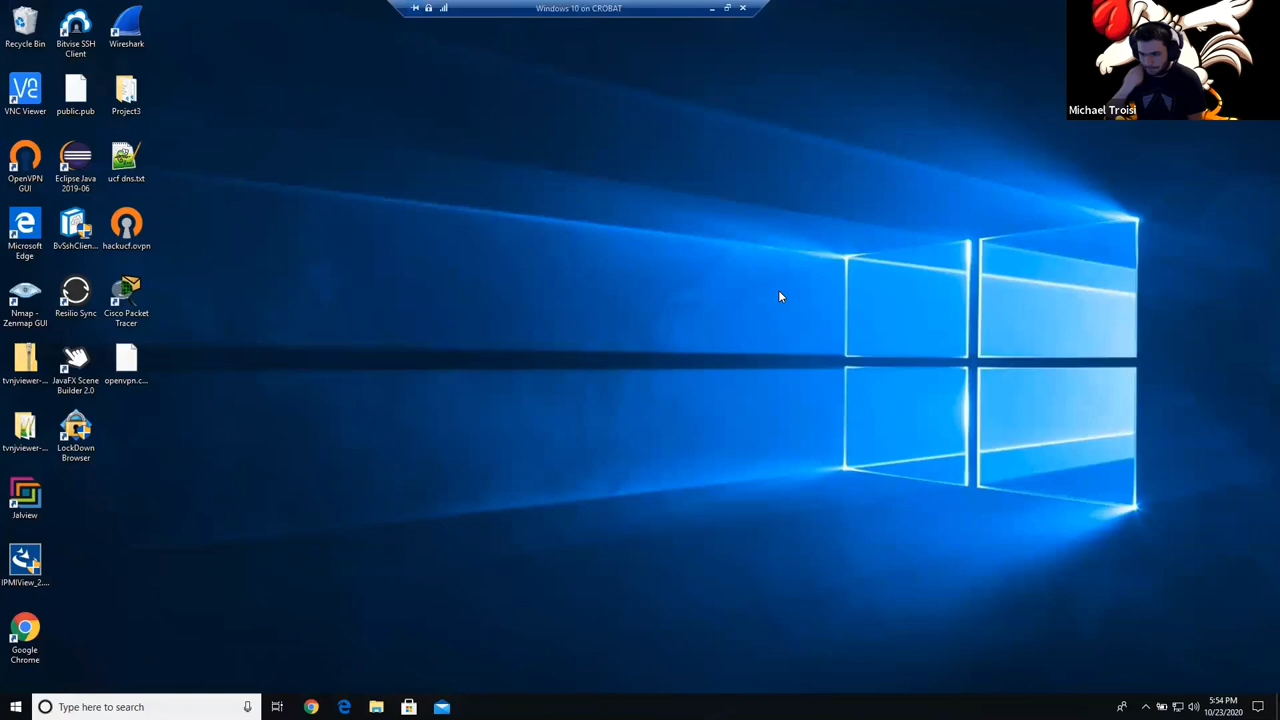 Windows 10 on CROBAT
Michael Troisi
Recycle Bin
Bitvise SSH
Client
Wireshark
VNC Viewer
public.pub
Project3
OpenVPN
GUI
Eclipse Java
2019-06
ucf dns.txt
Microsoft
Edge
BvSshClien...
hackucf.ovpn
Nmap -
Zenmap GUI
Resilio Sync
Cisco Packet
Tracer
tvnjviewer-...
JavaFX Scene
Builder 2.0
openvpn.c...
tvnjviewer-...
LockDown
Browser
Jalview
IPMIView_2....
Google
Chrome
Type here to search
5:54 PM
10/23/2020